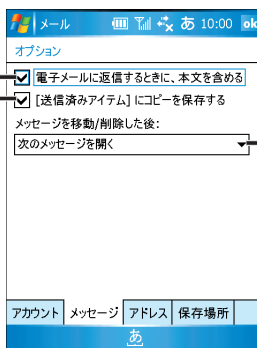 メール あ 10:00 ok
オプション
電子メールに返信するときに、本文を含める
[送信済みアイテム] にコピーを保存する
メッセージを移動/削除した後:
次のメッセージを開く
アカウント メッセージ アドレス 保存場所
あ